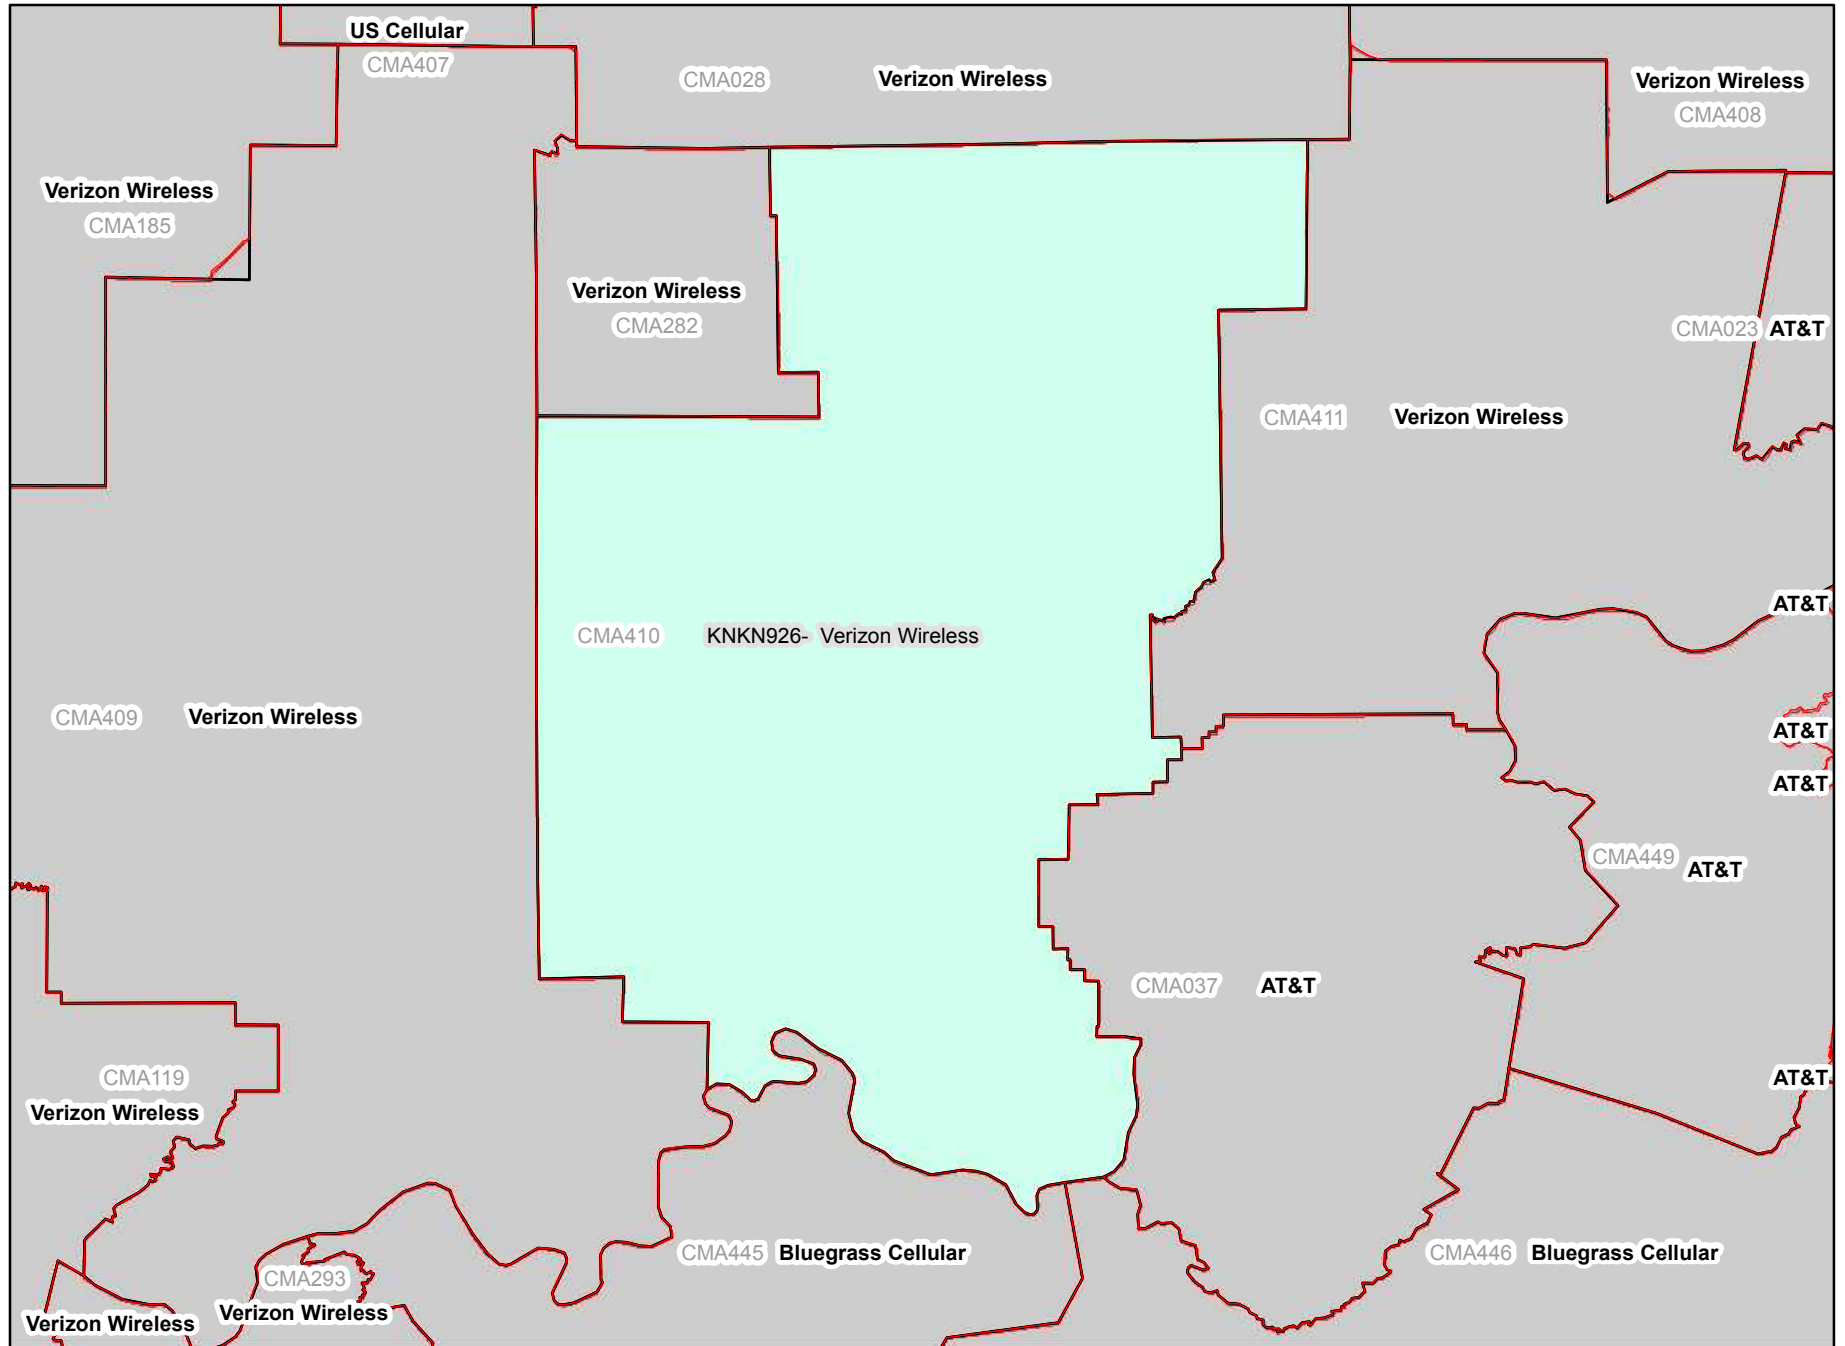 US Cellular
CMA407
CMA028 Verizon Wireless
Verizon Wireless
CMA408
Verizon Wireless
CMA185
Verizon Wireless
CMA282
CMA023 AT&T
CMA411 Verizon Wireless
AT&T
CMA410 KNKN926- Verizon Wireless
CMA409 Verizon Wireless
AT&T
AT&T
CMA449 AT&T
CMA037 AT&T
CMA119
Verizon Wireless
AT&T
CMA445 Bluegrass Cellular
CMA446 Bluegrass Cellular
CMA293
Verizon Wireless
Verizon Wireless